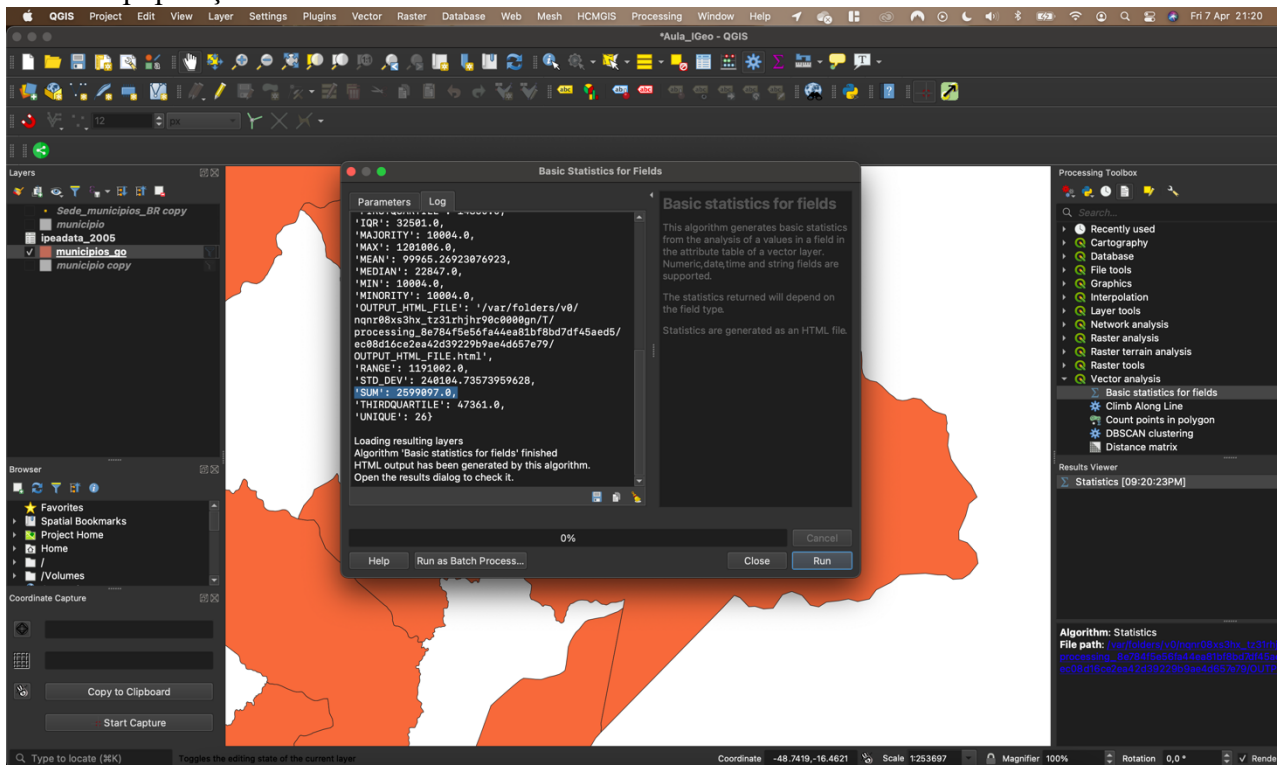 QGIS Project Edit View Layer Settings Plugins Vector Raster Database Web Mesh HCMGIS Processing Window Help Fri 7 Apr 21:20
*Aula_IGeo - QGIS
12 px
Layers
Sede_municipios_BR copy
municipio
ipeadata_2005
municipios_go
municipio copy
Browser
Favorites
Spatial Bookmarks
Project Home
Home
/
/Volumes
Coordinate Capture
Copy to Clipboard
Start Capture
Basic Statistics for Fields
Parameters Log
'IQR': 32501.0,
'MAJORITY': 10004.0,
'MAX': 1201006.0,
'MEAN': 99965.26923076923,
'MEDIAN': 22847.0,
'MIN': 10004.0,
'MINORITY': 10004.0,
'OUTPUT_HTML_FILE': '/var/folders/v0/
nqnr08xs3hx_tz31rhjhr90c0000gn/T/
processing_8e784f5e56fa44ea81bf8bd7df45aed5/
ec08d16ce2ea42d39229b9ae4d657e79/
OUTPUT_HTML_FILE.html',
'RANGE': 1191002.0,
'STD_DEV': 240104.73573959628,
'SUM': 2599097.0,
'THIRDQUARTILE': 47361.0,
'UNIQUE': 26}
Loading resulting layers
Algorithm 'Basic statistics for fields' finished
HTML output has been generated by this algorithm.
Open the results dialog to check it.
Basic statistics for fields
This algorithm generates basic statistics
from the analysis of a values in a field in
the attribute table of a vector layer.
Numeric,date,time and string fields are
supported.
The statistics returned will depend on
the field type.
Statistics are generated as an HTML file.
0%
Cancel
Help Run as Batch Process... Close Run
Processing Toolbox
Search...
Recently used
Cartography
Database
File tools
Graphics
Interpolation
Layer tools
Network analysis
Raster analysis
Raster terrain analysis
Raster tools
Vector analysis
Basic statistics for fields
Climb Along Line
Count points in polygon
DBSCAN clustering
Distance matrix
Results Viewer
Statistics [09:20:23PM]
Algorithm: Statistics
File path:
Type to locate (⌘K) Toggles the editing state of the current layer Coordinate -48.7419,-16.4621 Scale 1:253697 Magnifier 100% Rotation 0,0 ° Rende